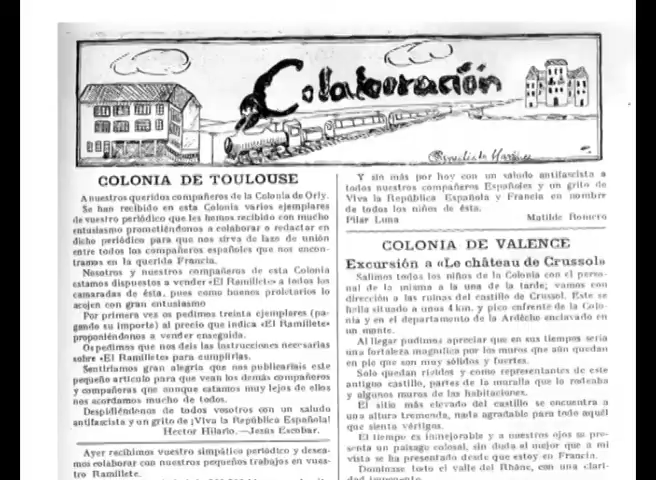 Colaboración
COLONIA DE TOULOUSE
A nuestros queridos compañeros de la Colonia de Orly.
Se han recibido en esta Colonia varios ejemplares
de vuestro periódico que les hemos recibido con mucho
entusiasmo prometiéndonos a colaborar o redactar en
dicho periódico para que nos sirva de lazo de unión
entre todos los compañeros españoles que nos encon-
tramos en la querida Francia.
Nosotros y nuestros compañeros de esta Colonia
estamos dispuestos a vender «El Ramillete» a todos los
camaradas de ésta, pues como buenos proletarios lo
acojen con gran entusiasmo
Por primera vez os pedimos treinta ejemplares (pa-
gando su importe) al precio que indica «El Ramillete»
proponiéndonos a vender enseguida.
Os pedimos que nos deis las instrucciones necesarias
sobre «El Ramillete» para cumplirlas.
Sentiríamos gran alegría que nos publicarais este
pequeño artículo para que vean los demás compañeros
y compañeras que aunque estamos muy lejos de ellos
nos acordamos mucho de todos.
Despidiéndonos de todos vosotros con un saludo
antifascista y un grito de ¡Viva la República Española!
Hector Hilario.—Jesús Escobar.
Ayer recibimos vuestro simpático periódico y desea-
mos colaborar con nuestros pequeños trabajos en vues-
tro Ramillete.
Y sin más por hoy con un saludo antifascista a
todos nuestros compañeros Españoles y un grito de
Viva la República Española y Francia en nombre
de todos los niños de ésta.
Pilar Luna Matilde Romero
COLONIA DE VALENCE
Excursión a «Le château de Crussol»
Salimos todos los niños de la Colonia con el perso-
nal de la misma a la una de la tarde; vamos con
dirección a las ruinas del castillo de Crussol. Este se
halla situado a unos 4 km. y pico enfrente de la Colo-
nia y en el departamento de la Ardèche enclavado en
un monte.
Al llegar pudimos apreciar que en sus tiempos sería
una fortaleza magnífica por los muros que aún quedan
en pie que son muy sólidos y fuertes.
Solo quedan rígidos y como representantes de este
antiguo castillo, partes de la muralla que lo rodeaba
y algunos muros de las habitaciones.
El sitio más elevado del castillo se encuentra a
una altura tremenda, nada agradable para todo aquél
que sienta vértigos.
El tiempo es inmejorable y a nuestros ojos se pre-
senta un paisage colosal, sin duda el mejor que a mi
vista se ha presentado desde que estoy en Francia.
Domínase todo el valle del Rhâne, con una clari-
dad imponente